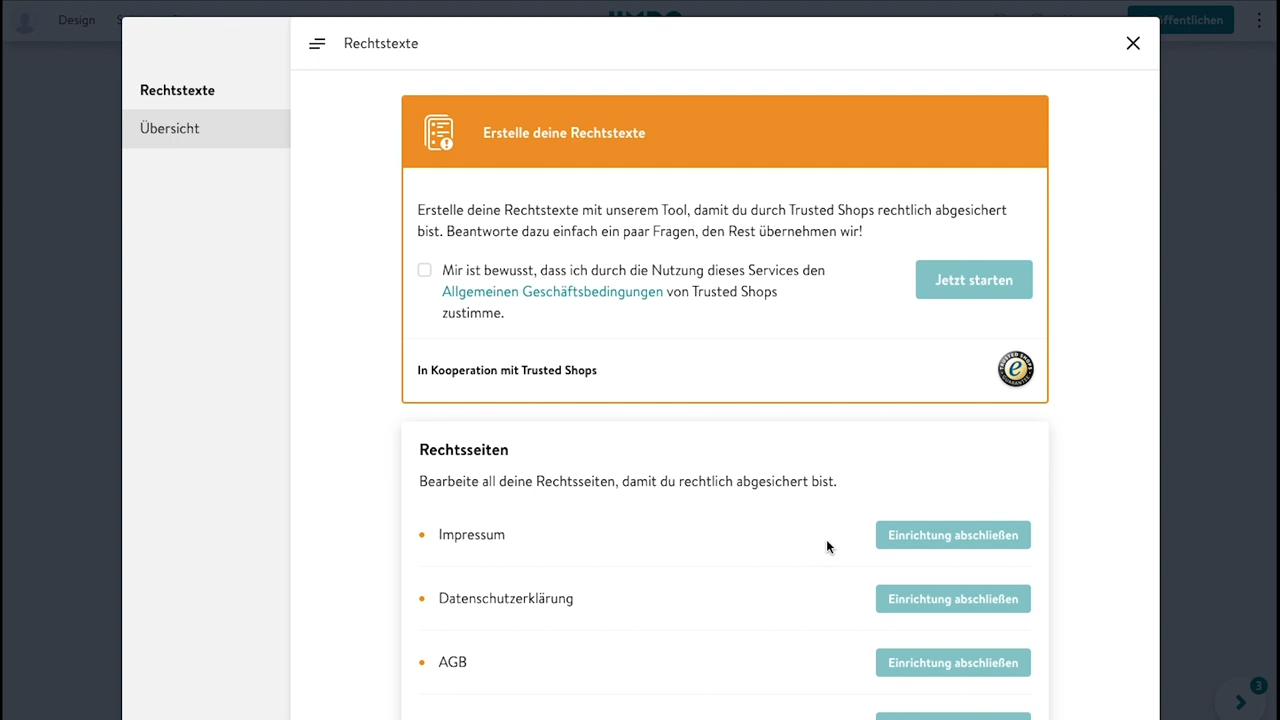 Design
Rechtstexte
Rechtstexte
Übersicht
Erstelle deine Rechtstexte
Erstelle deine Rechtstexte mit unserem Tool, damit du durch Trusted Shops rechtlich abgesichert
bist. Beantworte dazu einfach ein paar Fragen, den Rest übernehmen wir!
Mir ist bewusst, dass ich durch die Nutzung dieses Services den
Allgemeinen Geschäftsbedingungen von Trusted Shops
zustimme.
Jetzt starten
In Kooperation mit Trusted Shops
TRUSTED SHOPS
e
GUARANTEE
Rechtsseiten
Bearbeite all deine Rechtsseiten, damit du rechtlich abgesichert bist.
Impressum
Einrichtung abschließen
Datenschutzerklärung
Einrichtung abschließen
AGB
Einrichtung abschließen
3